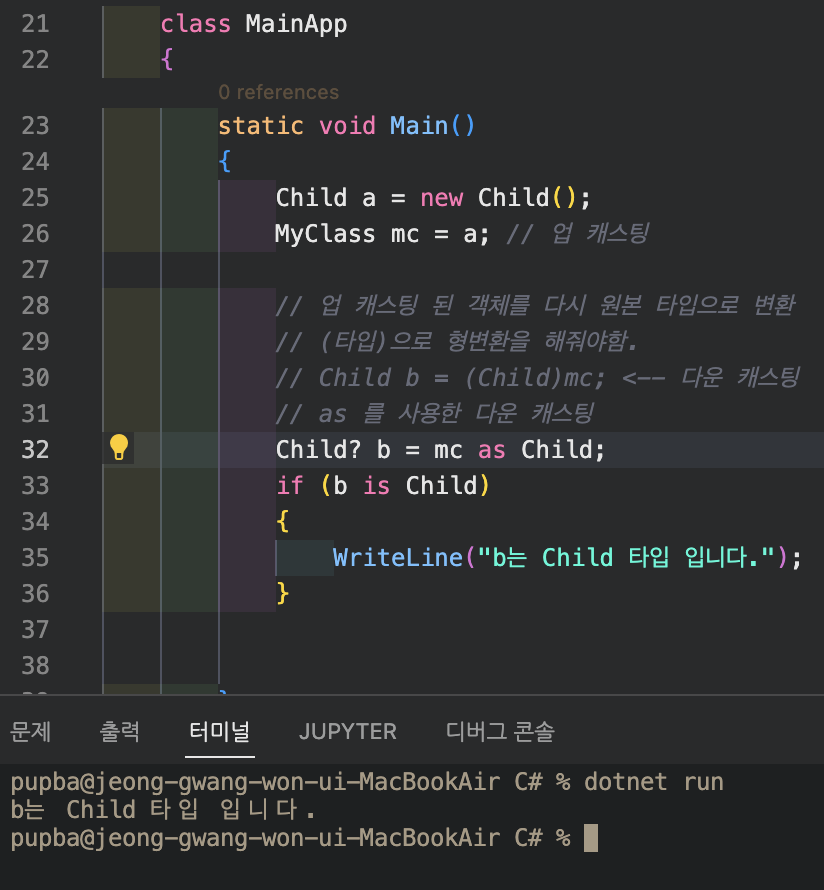 21 class MainApp
22 {
0 references
23 static void Main()
24 {
25 Child a = new Child();
26 MyClass mc = a; // 업 캐스팅
27
28 // 업 캐스팅 된 객체를 다시 원본 타입으로 변환
29 // (타입)으로 형변환을 해줘야함.
30 // Child b = (Child)mc; <-- 다운 캐스팅
31 // as 를 사용한 다운 캐스팅
32 Child? b = mc as Child;
33 if (b is Child)
34 {
35 WriteLine("b는 Child 타입 입니다.");
36 }
37
38
문제 출력 터미널 JUPYTER 디버그 콘솔
pupba@jeong-gwang-won-ui-MacBookAir C# % dotnet run
b는 Child 타입 입니다.
pupba@jeong-gwang-won-ui-MacBookAir C# %